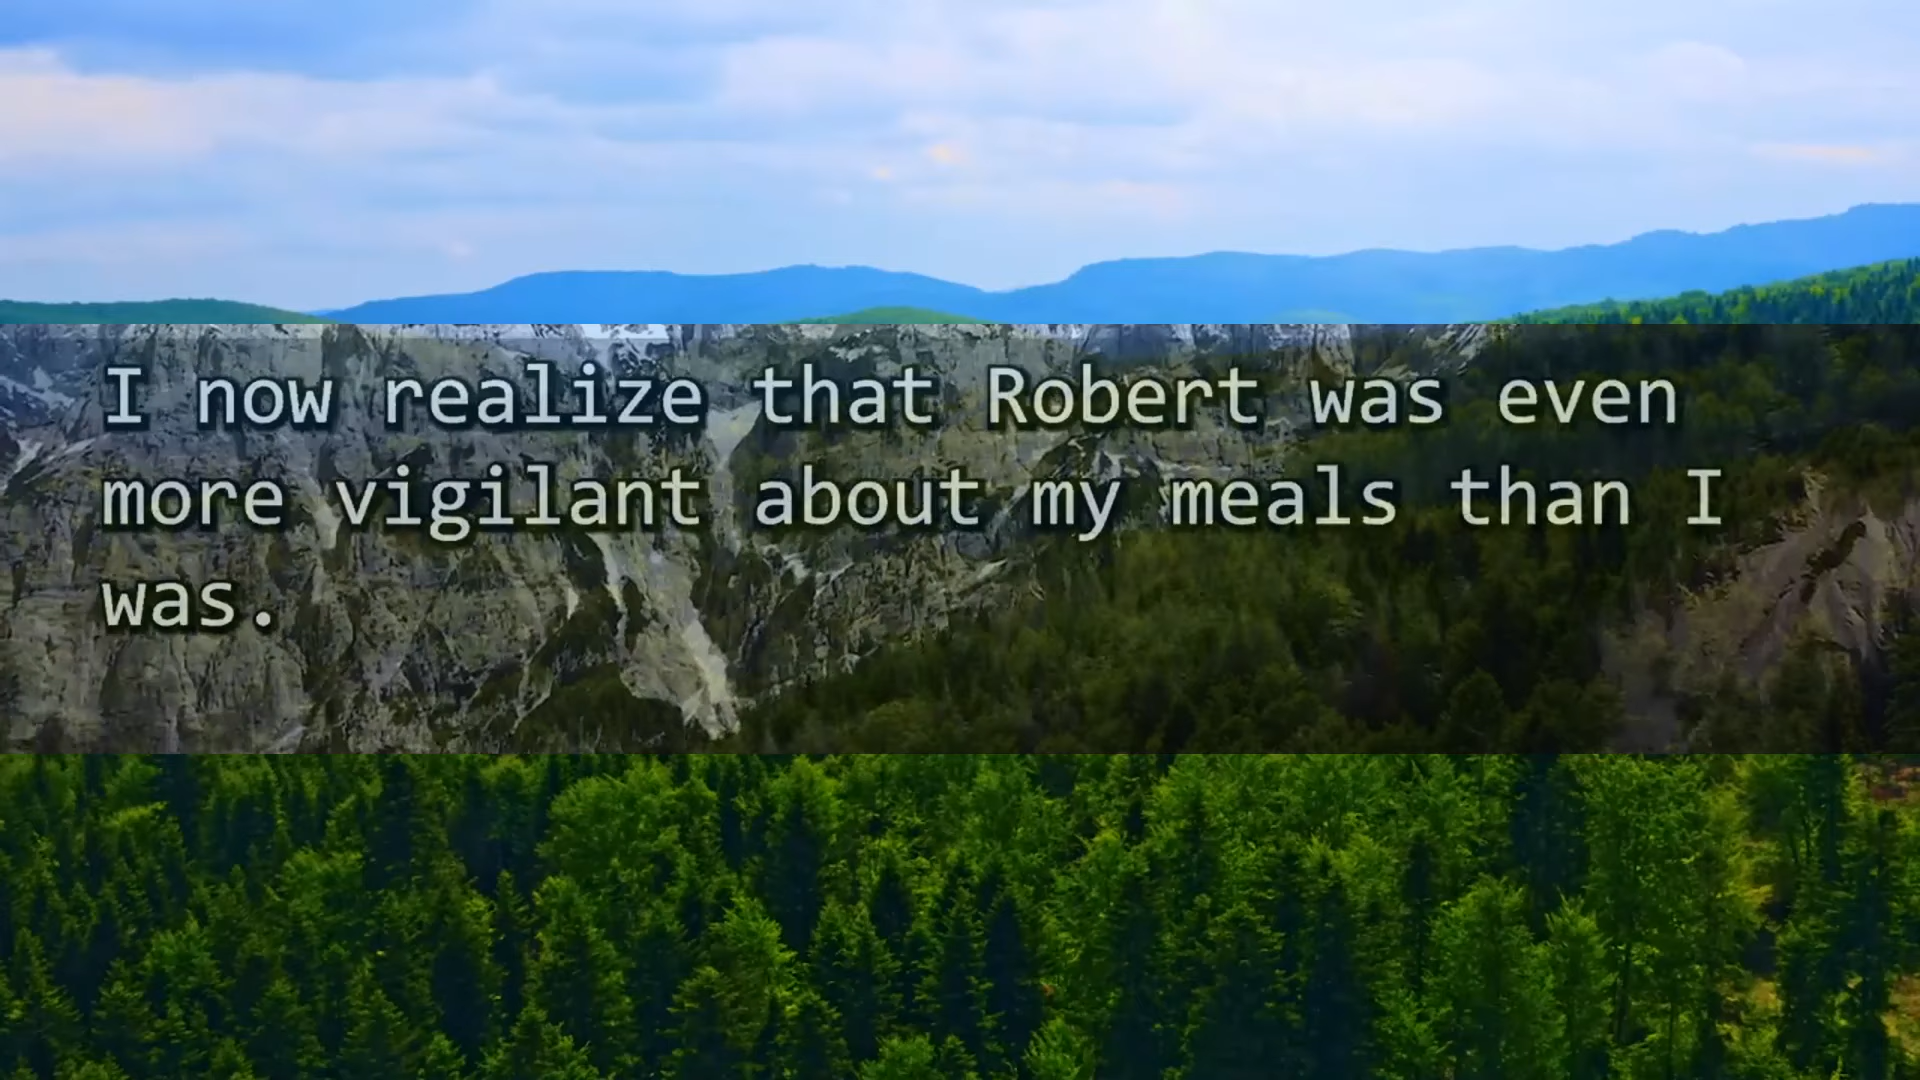 I now realize that Robert was even
more vigilant about my meals than I
was.